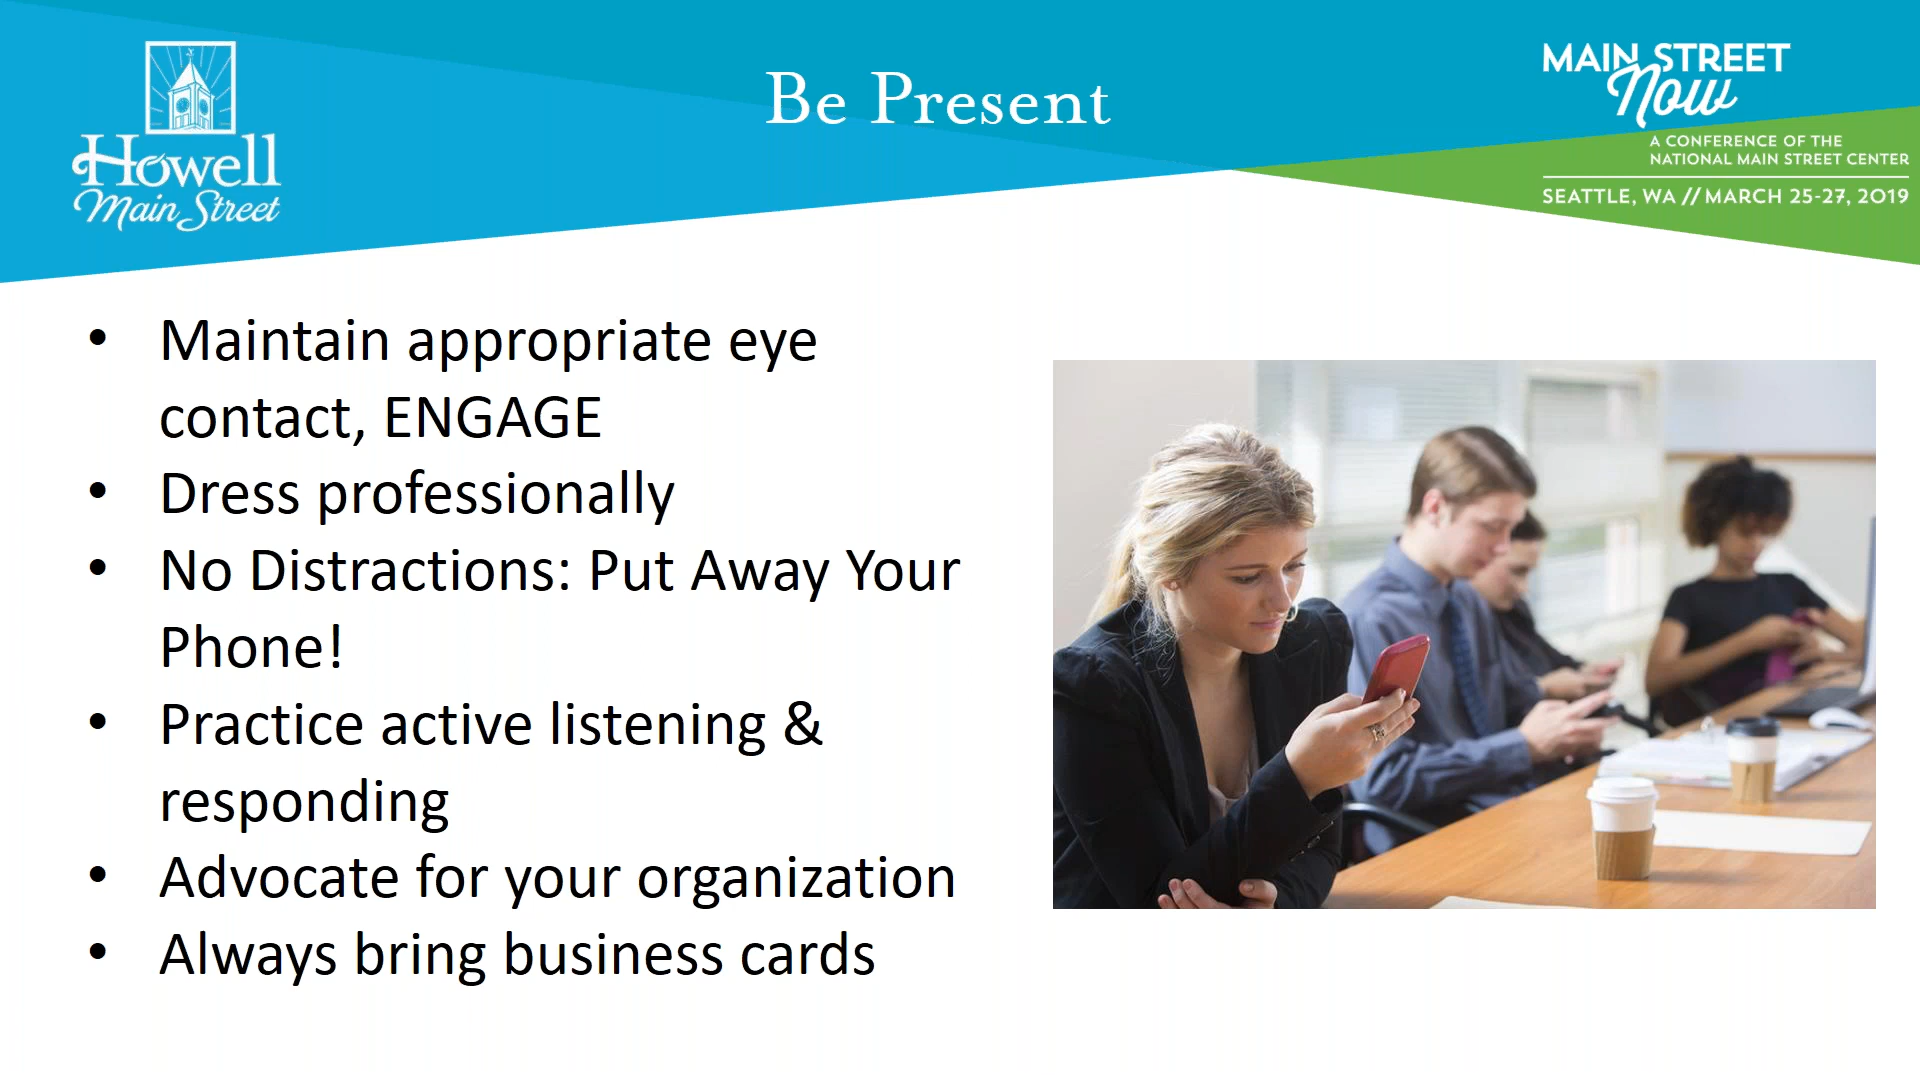 Howell
Main Street
Be Present
MAIN STREET
Now
A CONFERENCE OF THE
NATIONAL MAIN STREET CENTER
SEATTLE, WA // MARCH 25-27, 2019
• Maintain appropriate eye
contact, ENGAGE
• Dress professionally
• No Distractions: Put Away Your
Phone!
• Practice active listening &
responding
• Advocate for your organization
• Always bring business cards